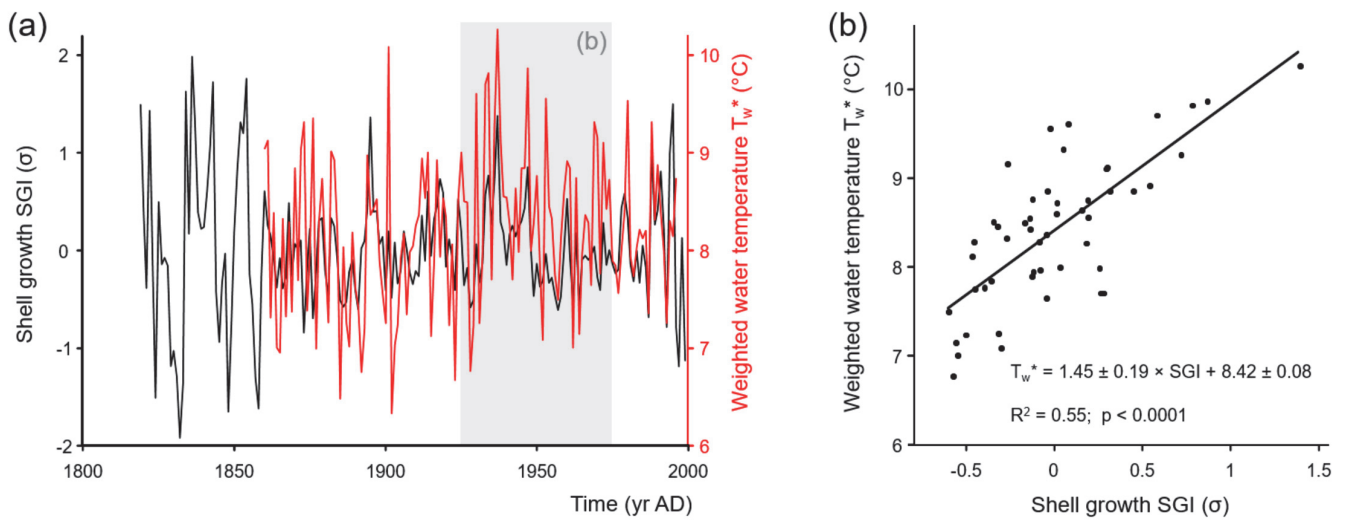 (a)
(b)
2
1
0
-1
-2
Shell growth SGI (σ)
10
9
8
7
6
Weighted water temperature Tw* (°C)
1800 1850 1900 1950 2000
Time (yr AD)
(b)
10
9
8
7
6
Weighted water temperature Tw* (°C)
Tw* = 1.45 ± 0.19 × SGI + 8.42 ± 0.08
R² = 0.55; p < 0.0001
-0.5 0 0.5 1 1.5
Shell growth SGI (σ)